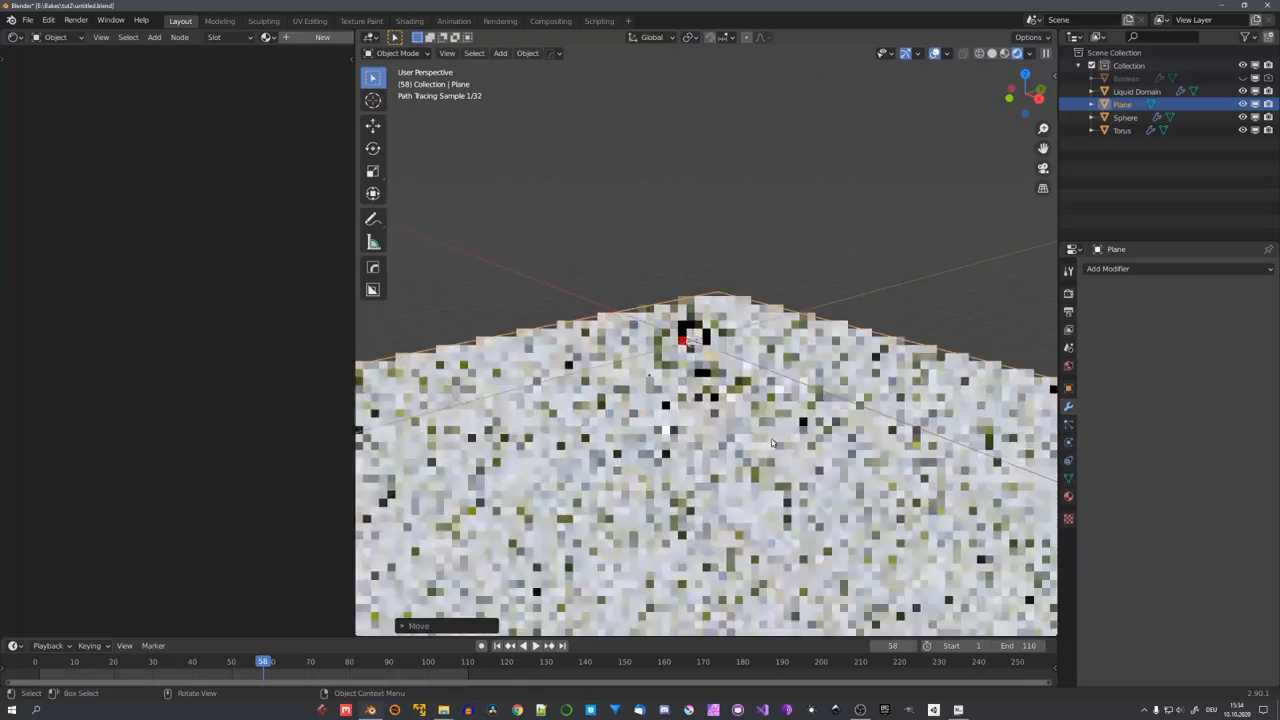 Blender* [E:\Bakes\tut2\untitled.blend]
File Edit Render Window Help Layout Modeling Sculpting UV Editing Texture Paint Shading Animation Rendering Compositing Scripting + Scene View Layer
Object View Select Add Node Slot New Global Options
Object Mode View Select Add Object
User Perspective
(58) Collection | Plane
Path Tracing Sample 1/32
Scene Collection
Collection
Boolean
Liquid Domain
Plane
Sphere
Torus
Plane
Add Modifier
Z
Move
Playback Keying View Marker 58 Start 1 End 110
0 10 20 30 40 50 58 60 70 80 90 100 110 120 130 140 150 160 170 180 190 200 210 220 230 240 250
Select Box Select Rotate View Object Context Menu 2.90.1
DEU 15:34
10.10.2020